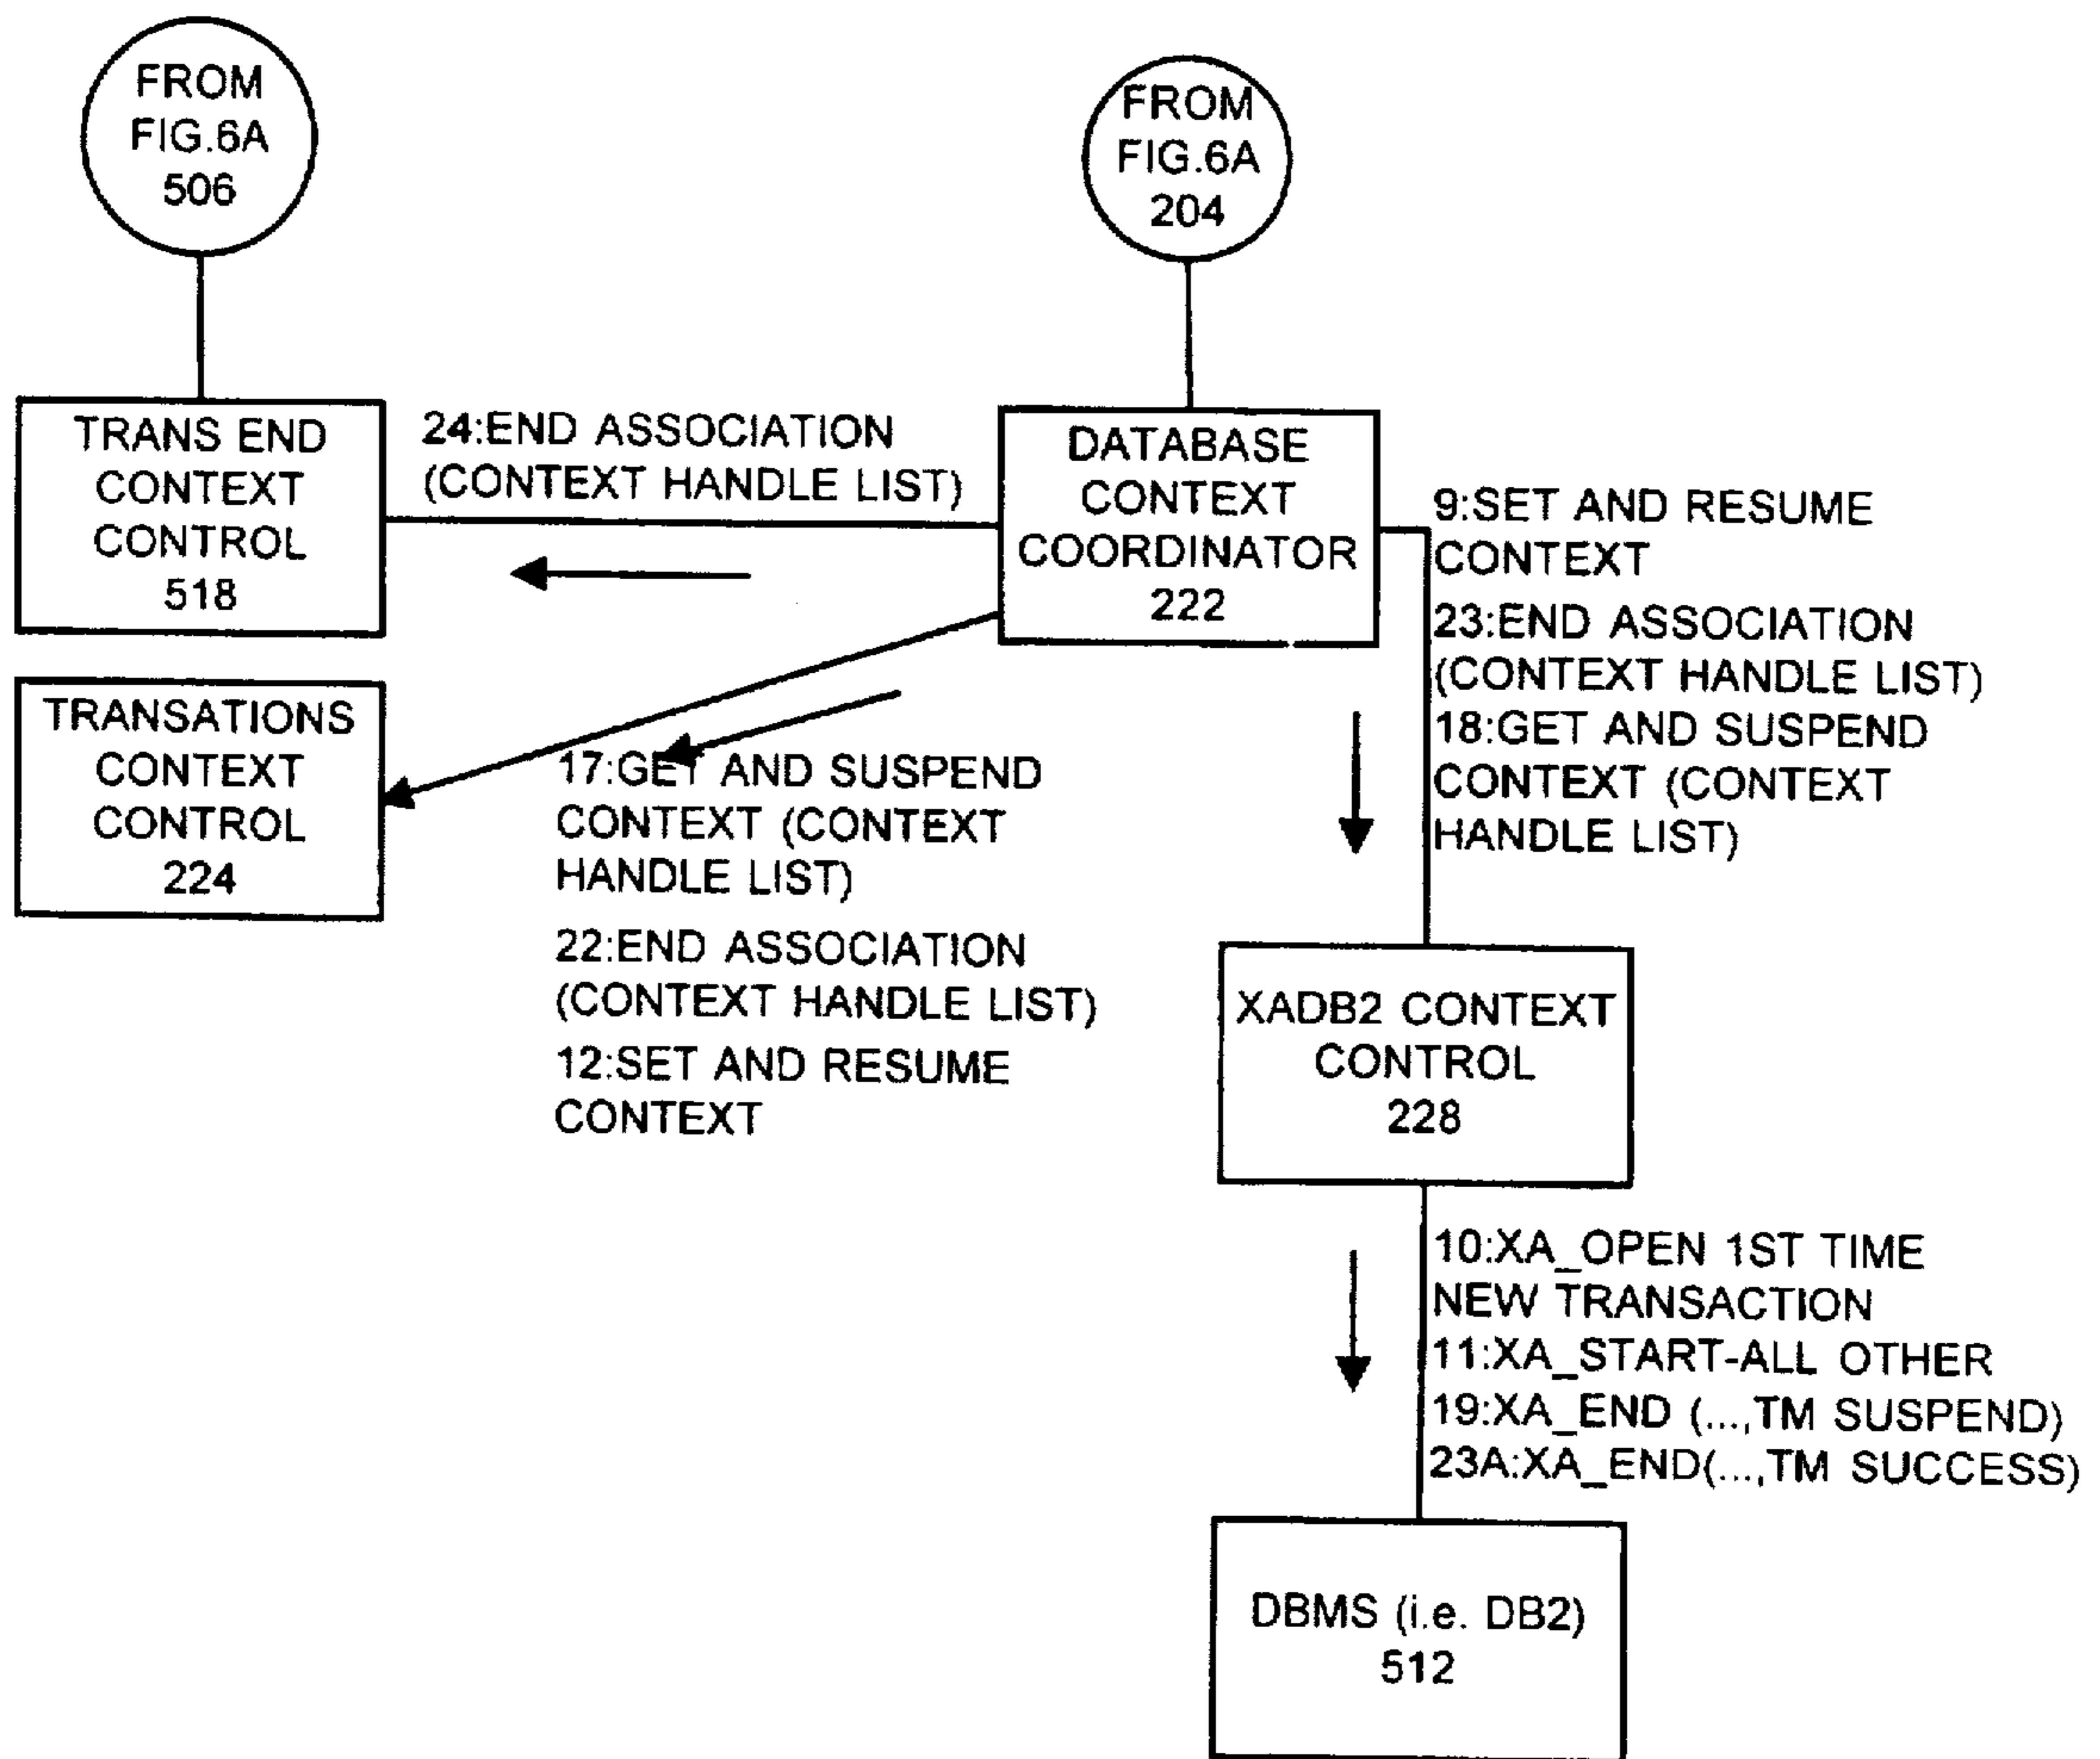 FROM
FIG.6A
506
FROM
FIG.6A
204
TRANS END
CONTEXT
CONTROL
518
24:END ASSOCIATION
(CONTEXT HANDLE LIST)
DATABASE
CONTEXT
COORDINATOR
222
9:SET AND RESUME
CONTEXT
23:END ASSOCIATION
(CONTEXT HANDLE LIST)
18:GET AND SUSPEND
CONTEXT (CONTEXT
HANDLE LIST)
TRANSATIONS
CONTEXT
CONTROL
224
17:GET AND SUSPEND
CONTEXT (CONTEXT
HANDLE LIST)
22:END ASSOCIATION
(CONTEXT HANDLE LIST)
12:SET AND RESUME
CONTEXT
XADB2 CONTEXT
CONTROL
228
10:XA_OPEN 1ST TIME
NEW TRANSACTION
11:XA_START-ALL OTHER
19:XA_END (...,TM SUSPEND)
23A:XA_END(...,TM SUCCESS)
DBMS (i.e. DB2)
512